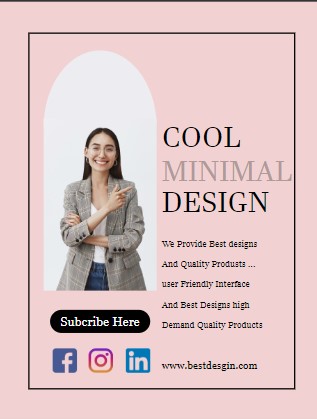 COOL
MINIMAL
DESIGN
We Provide Best designs
And Quality Produsts ...
user Friendly Interface
And Best Designs high
Demand Quality Products
Subcribe Here
www.bestdesgin.com